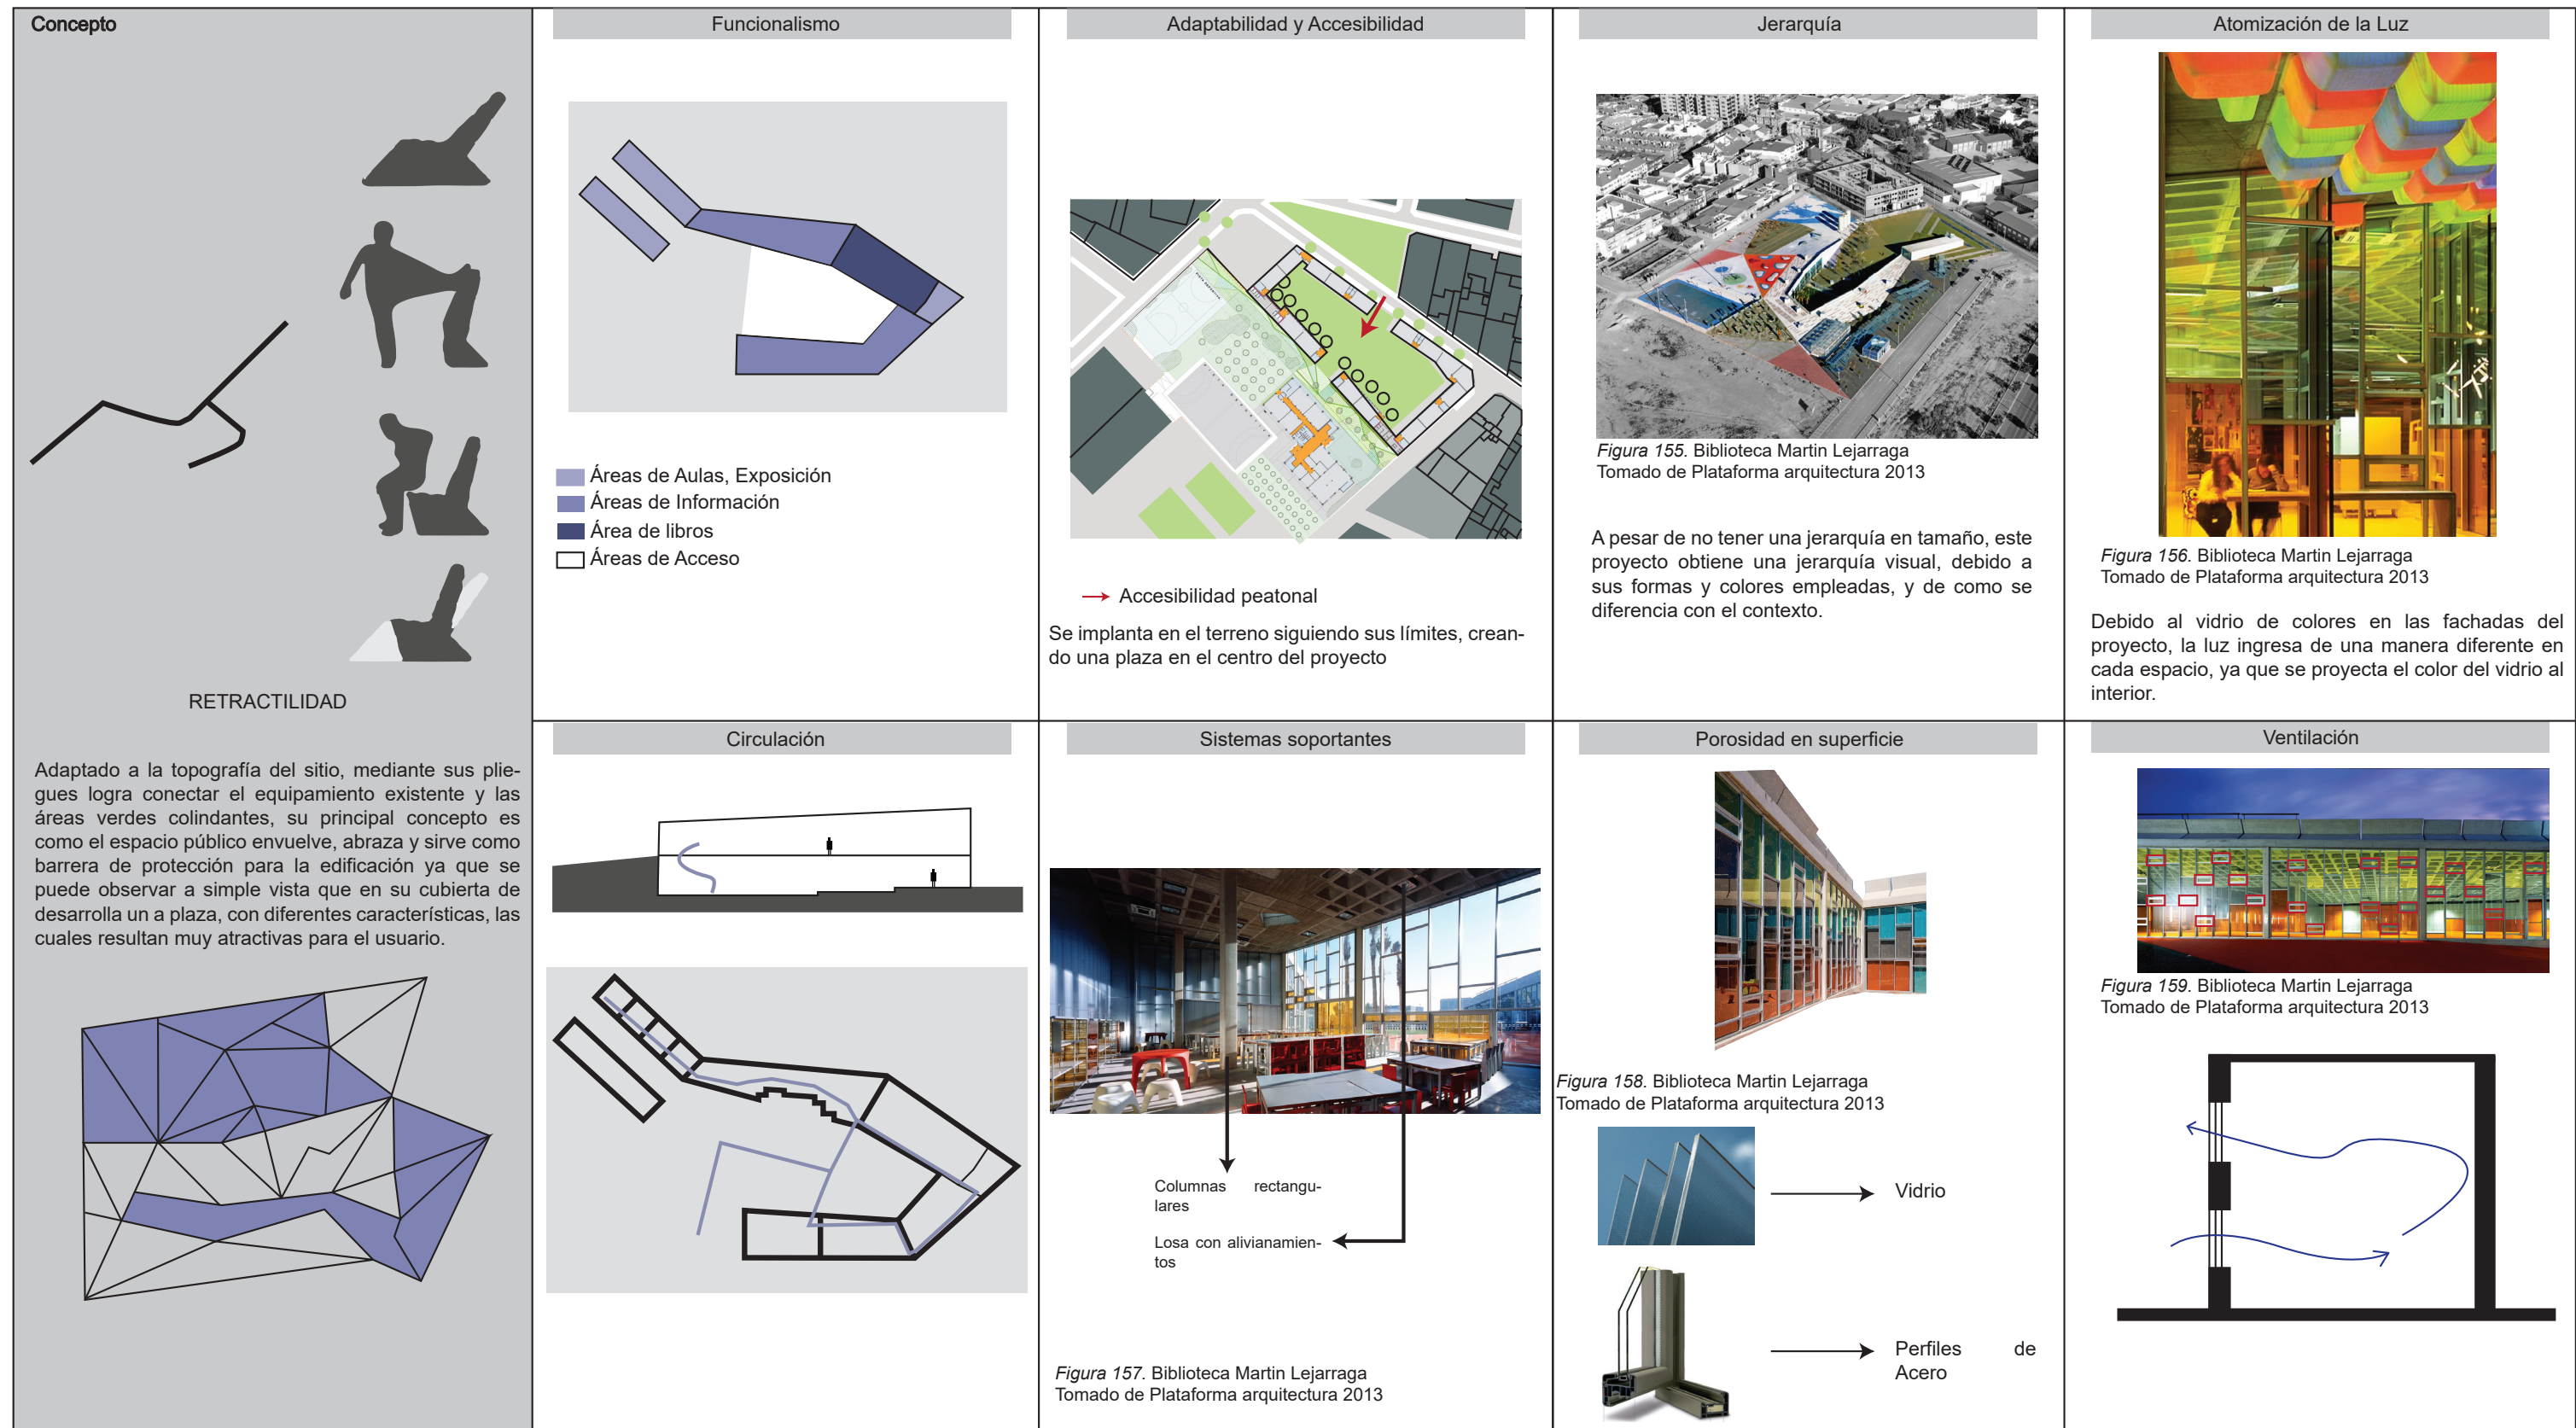 Concepto
RETRACTILIDAD
Adaptado a la topografía del sitio, mediante sus plie-
gues logra conectar el equipamiento existente y las
áreas verdes colindantes, su principal concepto es
como el espacio público envuelve, abraza y sirve como
barrera de protección para la edificación ya que se
puede observar a simple vista que en su cubierta de
desarrolla un a plaza, con diferentes características, las
cuales resultan muy atractivas para el usuario.
Funcionalismo
Áreas de Aulas, Exposición
Áreas de Información
Área de libros
Áreas de Acceso
Adaptabilidad y Accesibilidad
Accesibilidad peatonal
Se implanta en el terreno siguiendo sus límites, crean-
do una plaza en el centro del proyecto
Jerarquía
Figura 155. Biblioteca Martin Lejarraga
Tomado de Plataforma arquitectura 2013
A pesar de no tener una jerarquía en tamaño, este
proyecto obtiene una jerarquía visual, debido a
sus formas y colores empleadas, y de como se
diferencia con el contexto.
Atomización de la Luz
Figura 156. Biblioteca Martin Lejarraga
Tomado de Plataforma arquitectura 2013
Debido al vidrio de colores en las fachadas del
proyecto, la luz ingresa de una manera diferente en
cada espacio, ya que se proyecta el color del vidrio al
interior.
Circulación
Sistemas soportantes
Columnas rectangu-
lares
Losa con alivianamien-
tos
Figura 157. Biblioteca Martin Lejarraga
Tomado de Plataforma arquitectura 2013
Porosidad en superficie
Figura 158. Biblioteca Martin Lejarraga
Tomado de Plataforma arquitectura 2013
Vidrio
Perfiles de
Acero
Ventilación
Figura 159. Biblioteca Martin Lejarraga
Tomado de Plataforma arquitectura 2013